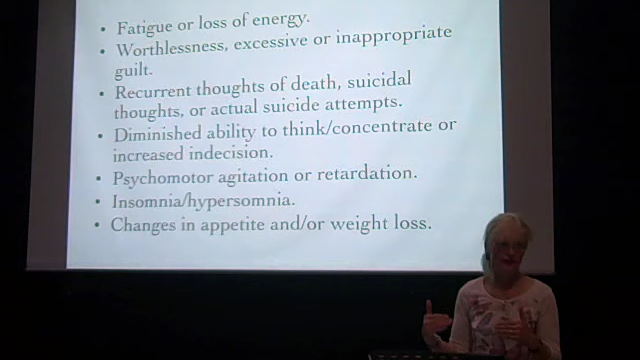 • Fatigue or loss of energy.
• Worthlessness, excessive or inappropriate
guilt.
• Recurrent thoughts of death, suicidal
thoughts, or actual suicide attempts.
• Diminished ability to think/concentrate or
increased indecision.
• Psychomotor agitation or retardation.
• Insomnia/hypersomnia.
• Changes in appetite and/or weight loss.